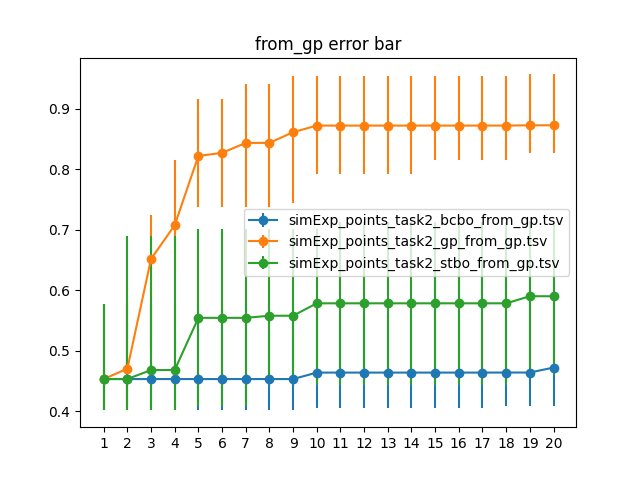 from_gp error bar
0.9
0.8
0.7
0.6
0.5
0.4
simExp_points_task2_bcbo_from_gp.tsv
simExp_points_task2_gp_from_gp.tsv
simExp_points_task2_stbo_from_gp.tsv
1 2 3 4 5 6 7 8 9 10 11 12 13 14 15 16 17 18 19 20